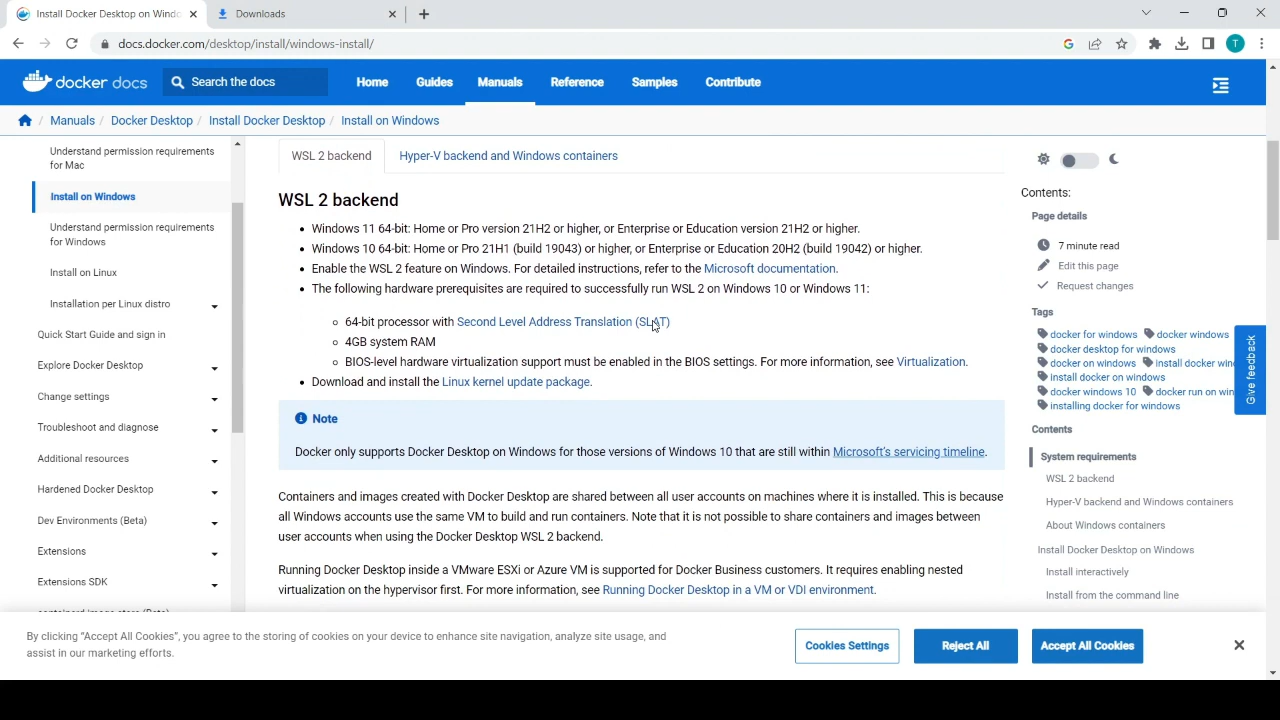 Install Docker Desktop on Windo
Downloads
docs.docker.com/desktop/install/windows-install/
T
docker docs
Search the docs
Home
Guides
Manuals
Reference
Samples
Contribute
/ Manuals / Docker Desktop / Install Docker Desktop / Install on Windows
Understand permission requirements
for Mac
Install on Windows
Understand permission requirements
for Windows
Install on Linux
Installation per Linux distro
Quick Start Guide and sign in
Explore Docker Desktop
Change settings
Troubleshoot and diagnose
Additional resources
Hardened Docker Desktop
Dev Environments (Beta)
Extensions
Extensions SDK
containerd image store (Beta)
WSL 2 backend
Hyper-V backend and Windows containers
WSL 2 backend
Windows 11 64-bit: Home or Pro version 21H2 or higher, or Enterprise or Education version 21H2 or higher.
Windows 10 64-bit: Home or Pro 21H1 (build 19043) or higher, or Enterprise or Education 20H2 (build 19042) or higher.
Enable the WSL 2 feature on Windows. For detailed instructions, refer to the Microsoft documentation.
The following hardware prerequisites are required to successfully run WSL 2 on Windows 10 or Windows 11:
64-bit processor with Second Level Address Translation (SLAT)
4GB system RAM
BIOS-level hardware virtualization support must be enabled in the BIOS settings. For more information, see Virtualization.
Download and install the Linux kernel update package.
Note
Docker only supports Docker Desktop on Windows for those versions of Windows 10 that are still within Microsoft's servicing timeline.
Containers and images created with Docker Desktop are shared between all user accounts on machines where it is installed. This is because
all Windows accounts use the same VM to build and run containers. Note that it is not possible to share containers and images between
user accounts when using the Docker Desktop WSL 2 backend.
Running Docker Desktop inside a VMware ESXi or Azure VM is supported for Docker Business customers. It requires enabling nested
virtualization on the hypervisor first. For more information, see Running Docker Desktop in a VM or VDI environment.
Contents:
Page details
7 minute read
Edit this page
Request changes
Tags
docker for windows docker windows
docker desktop for windows
docker on windows install docker win
install docker on windows
docker windows 10 docker run on win
installing docker for windows
Contents
System requirements
WSL 2 backend
Hyper-V backend and Windows containers
About Windows containers
Install Docker Desktop on Windows
Install interactively
Install from the command line
Give feedback
By clicking "Accept All Cookies", you agree to the storing of cookies on your device to enhance site navigation, analyze site usage, and
assist in our marketing efforts.
Cookies Settings
Reject All
Accept All Cookies